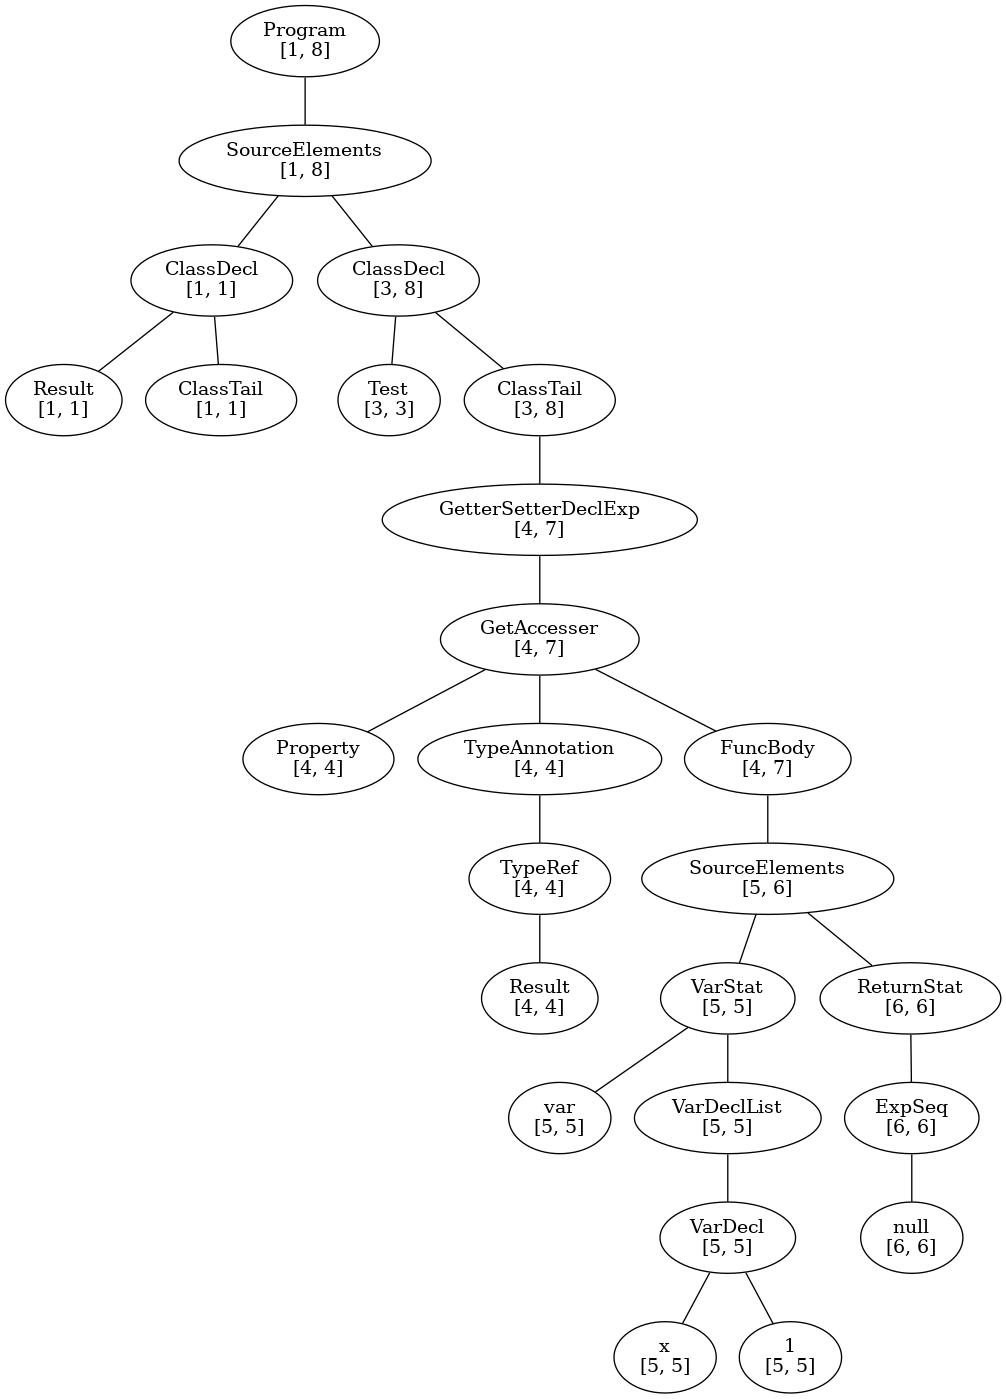 Program
[1, 8]
SourceElements
[1, 8]
ClassDecl
[1, 1]
ClassDecl
[3, 8]
Result
[1, 1]
ClassTail
[1, 1]
Test
[3, 3]
ClassTail
[3, 8]
GetterSetterDeclExp
[4, 7]
GetAccesser
[4, 7]
Property
[4, 4]
TypeAnnotation
[4, 4]
FuncBody
[4, 7]
TypeRef
[4, 4]
SourceElements
[5, 6]
Result
[4, 4]
VarStat
[5, 5]
ReturnStat
[6, 6]
var
[5, 5]
VarDeclList
[5, 5]
ExpSeq
[6, 6]
VarDecl
[5, 5]
null
[6, 6]
x
[5, 5]
1
[5, 5]